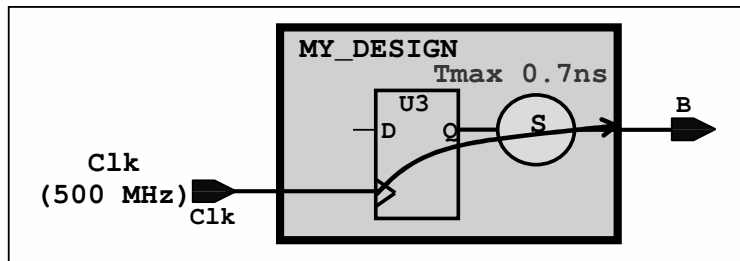 MY_DESIGN
Tmax 0.7ns
U3
B
D
Q
S
Clk
(500 MHz)
Clk